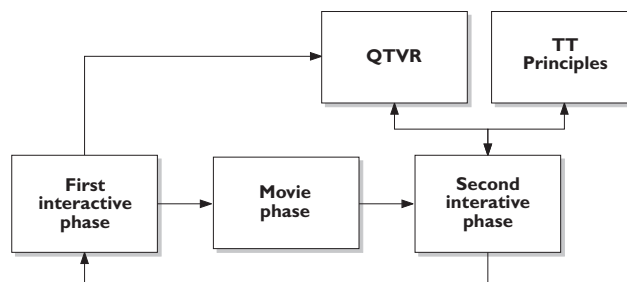 QTVR
TT
Principles
First
interactive
phase
Movie
phase
Second
interative
phase